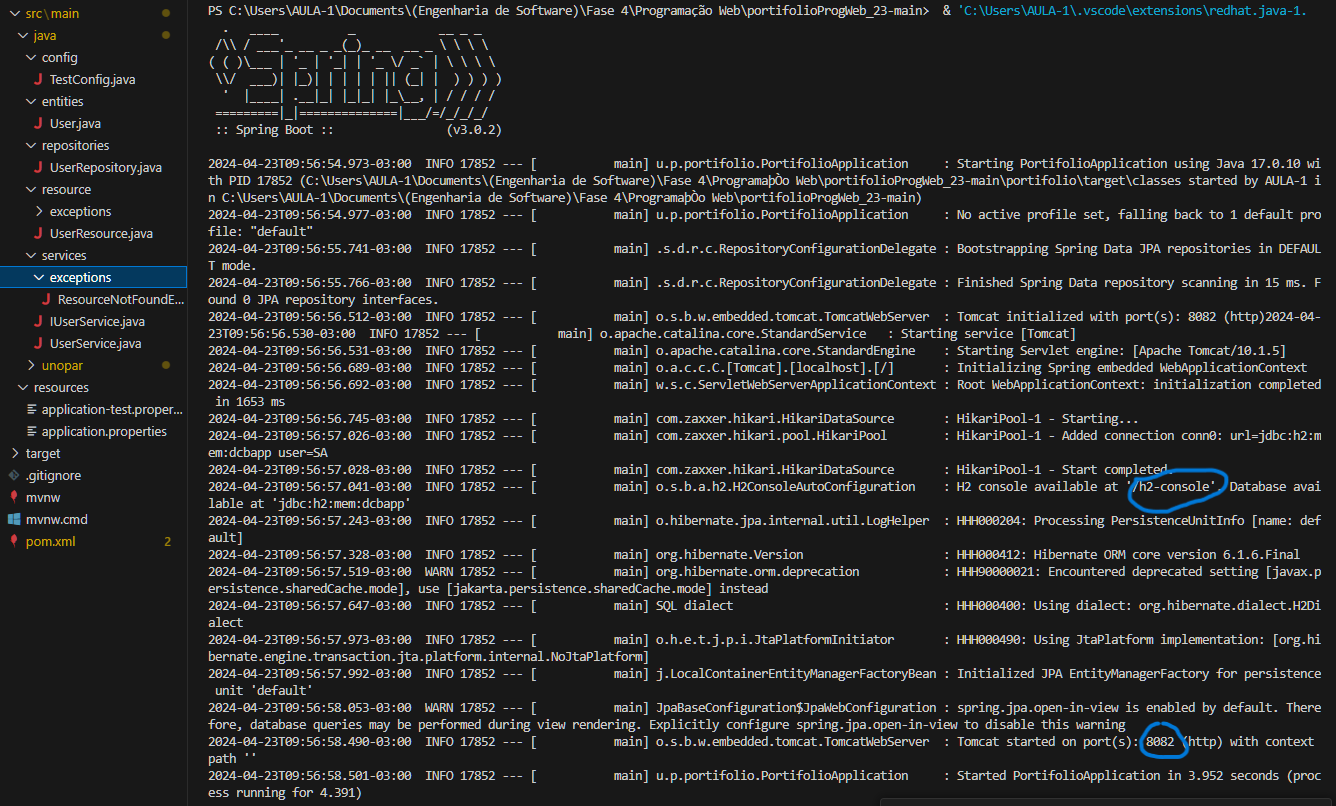 src\main
java
config
TestConfig.java
entities
User.java
repositories
UserRepository.java
resource
exceptions
UserResource.java
services
exceptions
ResourceNotFoundE...
IUserService.java
UserService.java
unopar
resources
application-test.proper...
application.properties
target
.gitignore
mvnw
mvnw.cmd
pom.xml 2
PS C:\Users\AULA-1\Documents\(Engenharia de Software)\Fase 4\Programação Web\portifolioProgWeb_23-main>  & 'C:\Users\AULA-1\.vscode\extensions\redhat.java-1.
  .   ____          _            __ _ _
 /\\ / ___'_ __ _ _(_)_ __  __ _ \ \ \ \
( ( )\___ | '_ | '_| | '_ \/ _` | \ \ \ \
 \\/  ___)| |_)| | | | | || (_| |  ) ) ) )
  '  |____| .__|_| |_|_| |_\__, | / / / /
 =========|_|==============|___/=/_/_/_/
 :: Spring Boot ::                (v3.0.2)
2024-04-23T09:56:54.973-03:00  INFO 17852 --- [           main] u.p.portifolio.PortifolioApplication     : Starting PortifolioApplication using Java 17.0.10 wi
th PID 17852 (C:\Users\AULA-1\Documents\(Engenharia de Software)\Fase 4\ProgramaþÒo Web\portifolioProgWeb_23-main\portifolio\target\classes started by AULA-1 i
n C:\Users\AULA-1\Documents\(Engenharia de Software)\Fase 4\ProgramaþÒo Web\portifolioProgWeb_23-main)
2024-04-23T09:56:54.977-03:00  INFO 17852 --- [           main] u.p.portifolio.PortifolioApplication     : No active profile set, falling back to 1 default pro
file: "default"
2024-04-23T09:56:55.741-03:00  INFO 17852 --- [           main] .s.d.r.c.RepositoryConfigurationDelegate : Bootstrapping Spring Data JPA repositories in DEFAUL
T mode.
2024-04-23T09:56:55.766-03:00  INFO 17852 --- [           main] .s.d.r.c.RepositoryConfigurationDelegate : Finished Spring Data repository scanning in 15 ms. F
ound 0 JPA repository interfaces.
2024-04-23T09:56:56.512-03:00  INFO 17852 --- [           main] o.s.b.w.embedded.tomcat.TomcatWebServer  : Tomcat initialized with port(s): 8082 (http)2024-04-
23T09:56:56.530-03:00  INFO 17852 --- [           main] o.apache.catalina.core.StandardService   : Starting service [Tomcat]
2024-04-23T09:56:56.531-03:00  INFO 17852 --- [           main] o.apache.catalina.core.StandardEngine    : Starting Servlet engine: [Apache Tomcat/10.1.5]
2024-04-23T09:56:56.689-03:00  INFO 17852 --- [           main] o.a.c.c.C.[Tomcat].[localhost].[/]       : Initializing Spring embedded WebApplicationContext
2024-04-23T09:56:56.692-03:00  INFO 17852 --- [           main] w.s.c.ServletWebServerApplicationContext : Root WebApplicationContext: initialization completed
 in 1653 ms
2024-04-23T09:56:56.745-03:00  INFO 17852 --- [           main] com.zaxxer.hikari.HikariDataSource       : HikariPool-1 - Starting...
2024-04-23T09:56:57.026-03:00  INFO 17852 --- [           main] com.zaxxer.hikari.pool.HikariPool        : HikariPool-1 - Added connection conn0: url=jdbc:h2:m
em:dcbapp user=SA
2024-04-23T09:56:57.028-03:00  INFO 17852 --- [           main] com.zaxxer.hikari.HikariDataSource       : HikariPool-1 - Start completed.
2024-04-23T09:56:57.041-03:00  INFO 17852 --- [           main] o.s.b.a.h2.H2ConsoleAutoConfiguration    : H2 console available at '/h2-console'. Database avai
lable at 'jdbc:h2:mem:dcbapp'
2024-04-23T09:56:57.243-03:00  INFO 17852 --- [           main] o.hibernate.jpa.internal.util.LogHelper  : HHH000204: Processing PersistenceUnitInfo [name: def
ault]
2024-04-23T09:56:57.328-03:00  INFO 17852 --- [           main] org.hibernate.Version                    : HHH000412: Hibernate ORM core version 6.1.6.Final
2024-04-23T09:56:57.519-03:00  WARN 17852 --- [           main] org.hibernate.orm.deprecation            : HHH90000021: Encountered deprecated setting [javax.p
ersistence.sharedCache.mode], use [jakarta.persistence.sharedCache.mode] instead
2024-04-23T09:56:57.647-03:00  INFO 17852 --- [           main] SQL dialect                              : HHH000400: Using dialect: org.hibernate.dialect.H2Di
alect
2024-04-23T09:56:57.973-03:00  INFO 17852 --- [           main] o.h.e.t.j.p.i.JtaPlatformInitiator       : HHH000490: Using JtaPlatform implementation: [org.hi
bernate.engine.transaction.jta.platform.internal.NoJtaPlatform]
2024-04-23T09:56:57.992-03:00  INFO 17852 --- [           main] j.LocalContainerEntityManagerFactoryBean : Initialized JPA EntityManagerFactory for persistence
 unit 'default'
2024-04-23T09:56:58.053-03:00  WARN 17852 --- [           main] JpaBaseConfiguration$JpaWebConfiguration : spring.jpa.open-in-view is enabled by default. There
fore, database queries may be performed during view rendering. Explicitly configure spring.jpa.open-in-view to disable this warning
2024-04-23T09:56:58.490-03:00  INFO 17852 --- [           main] o.s.b.w.embedded.tomcat.TomcatWebServer  : Tomcat started on port(s): 8082 (http) with context
path ''
2024-04-23T09:56:58.501-03:00  INFO 17852 --- [           main] u.p.portifolio.PortifolioApplication     : Started PortifolioApplication in 3.952 seconds (proc
ess running for 4.391)